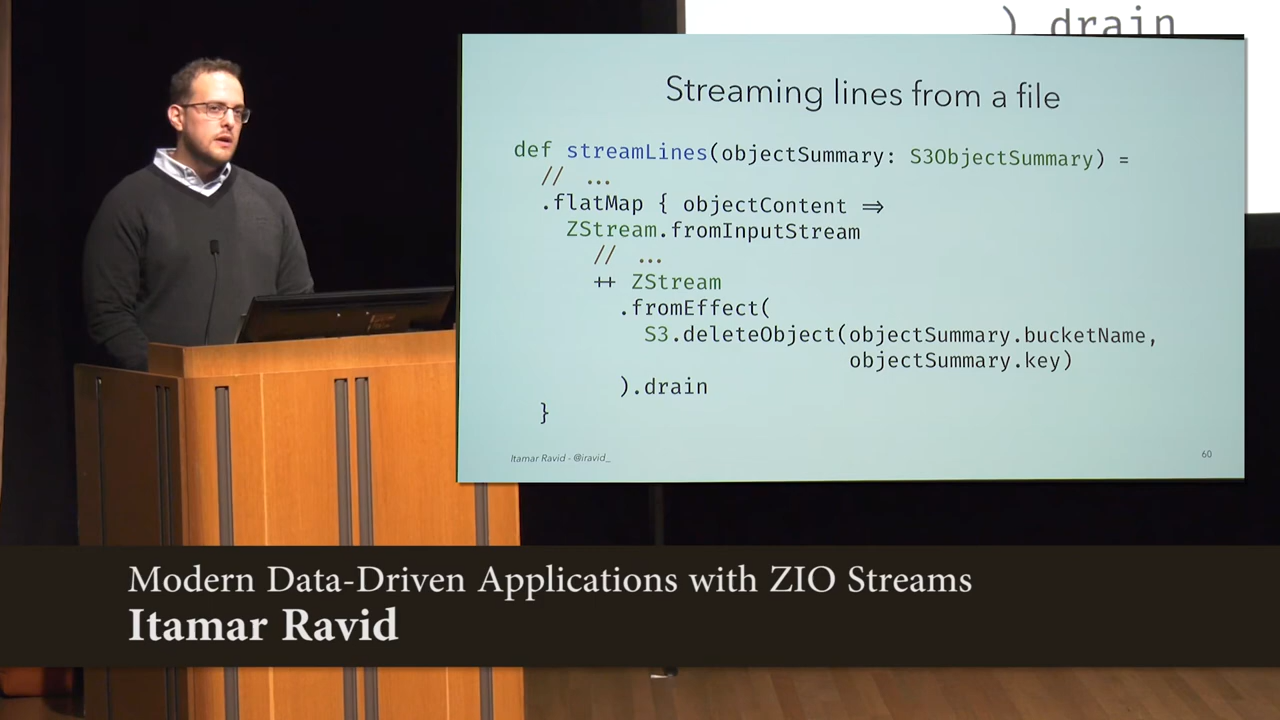 ) drain
Streaming lines from a file
def streamLines(objectSummary: S3ObjectSummary) =
// ...
.flatMap { objectContent ⇒
ZStream.fromInputStream
// ...
++ ZStream
.fromEffect(
S3.deleteObject(objectSummary.bucketName,
objectSummary.key)
).drain
}
Itamar Ravid - @iravid_
60
Modern Data-Driven Applications with ZIO Streams
Itamar Ravid